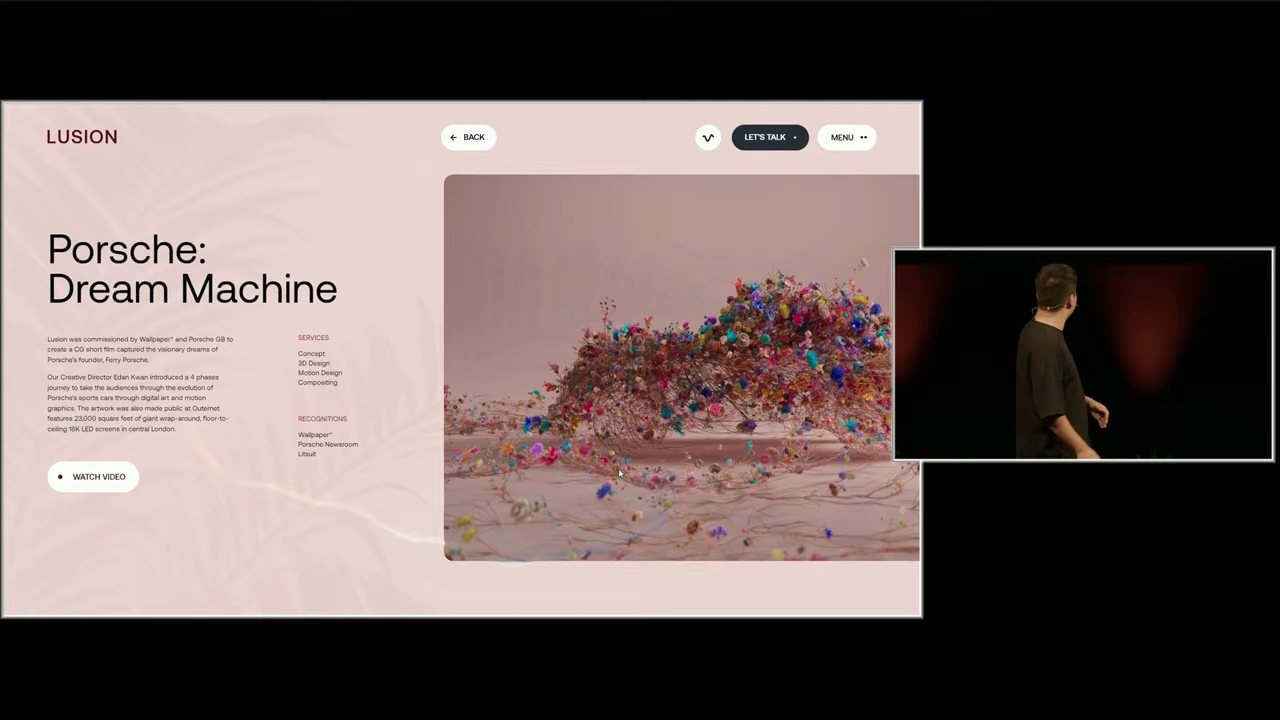 LUSION
BACK
LET'S TALK
MENU
Porsche:
Dream Machine
Lusion was commissioned by Wallpaper* and Porsche GB to
create a CG short film captured the visionary dreams of
Porsche's founder, Ferry Porsche.
Our Creative Director Edan Kwan introduced a 4 phases
journey to take the audiences through the evolution of
Porsche's sports cars through digital art and motion
graphics. The artwork was also made public at Outernet
features 23,000 square feet of giant wrap-around, floor-to-
ceiling 16K LED screens in central London.
SERVICES
Concept
3D Design
Motion Design
Compositing
RECOGNITIONS
Wallpaper*
Porsche Newsroom
Litsuit
WATCH VIDEO